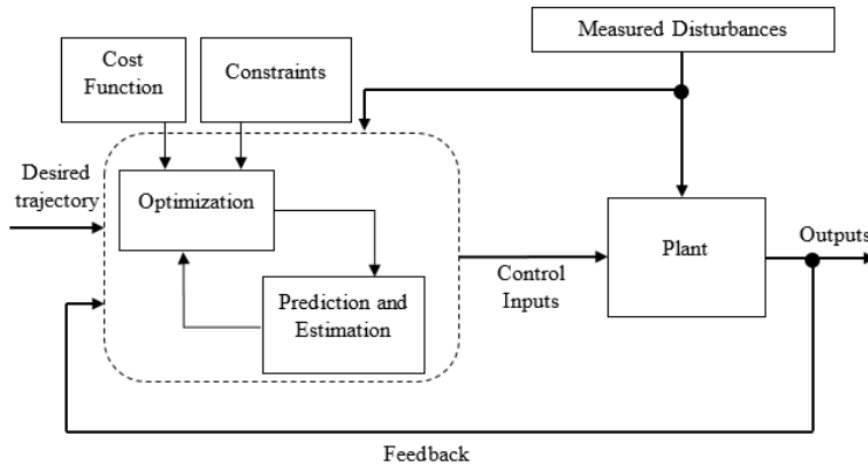 Measured Disturbances
Cost
Function
Constraints
Desired
trajectory
Optimization
Prediction and
Estimation
Control
Inputs
Plant
Outputs
Feedback